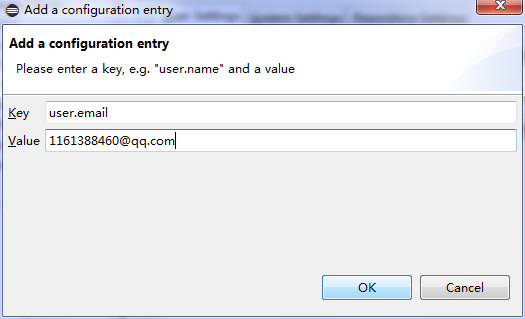 Add a configuration entry
Add a configuration entry
Please enter a key, e.g. "user.name" and a value
Key user.email
Value 1161388460@qq.com
OK Cancel